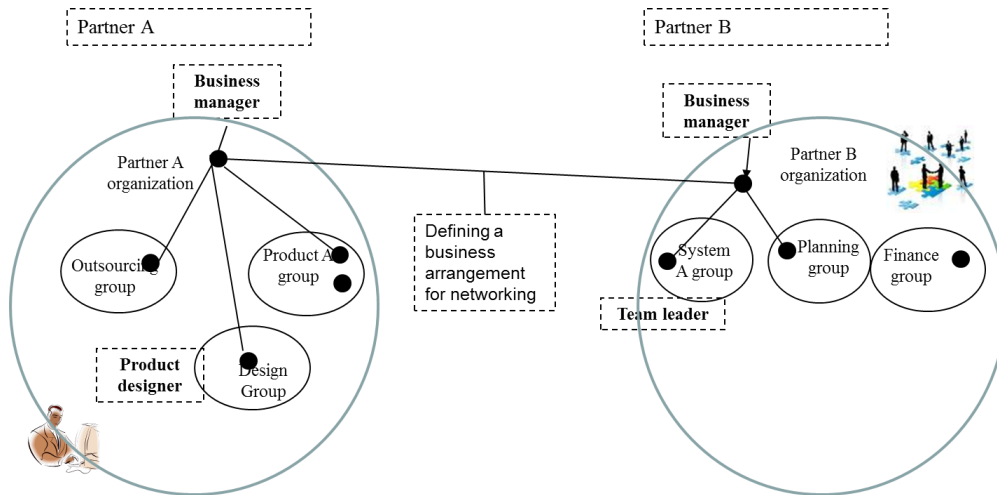 Partner A
Partner B
Business
manager
Business
manager
Partner A
organization
Partner B
organization
Outsourcing
group
Product A
group
Defining a
business
arrangement
for networking
System
A group
Planning
group
Finance
group
Team leader
Product
designer
Design
Group